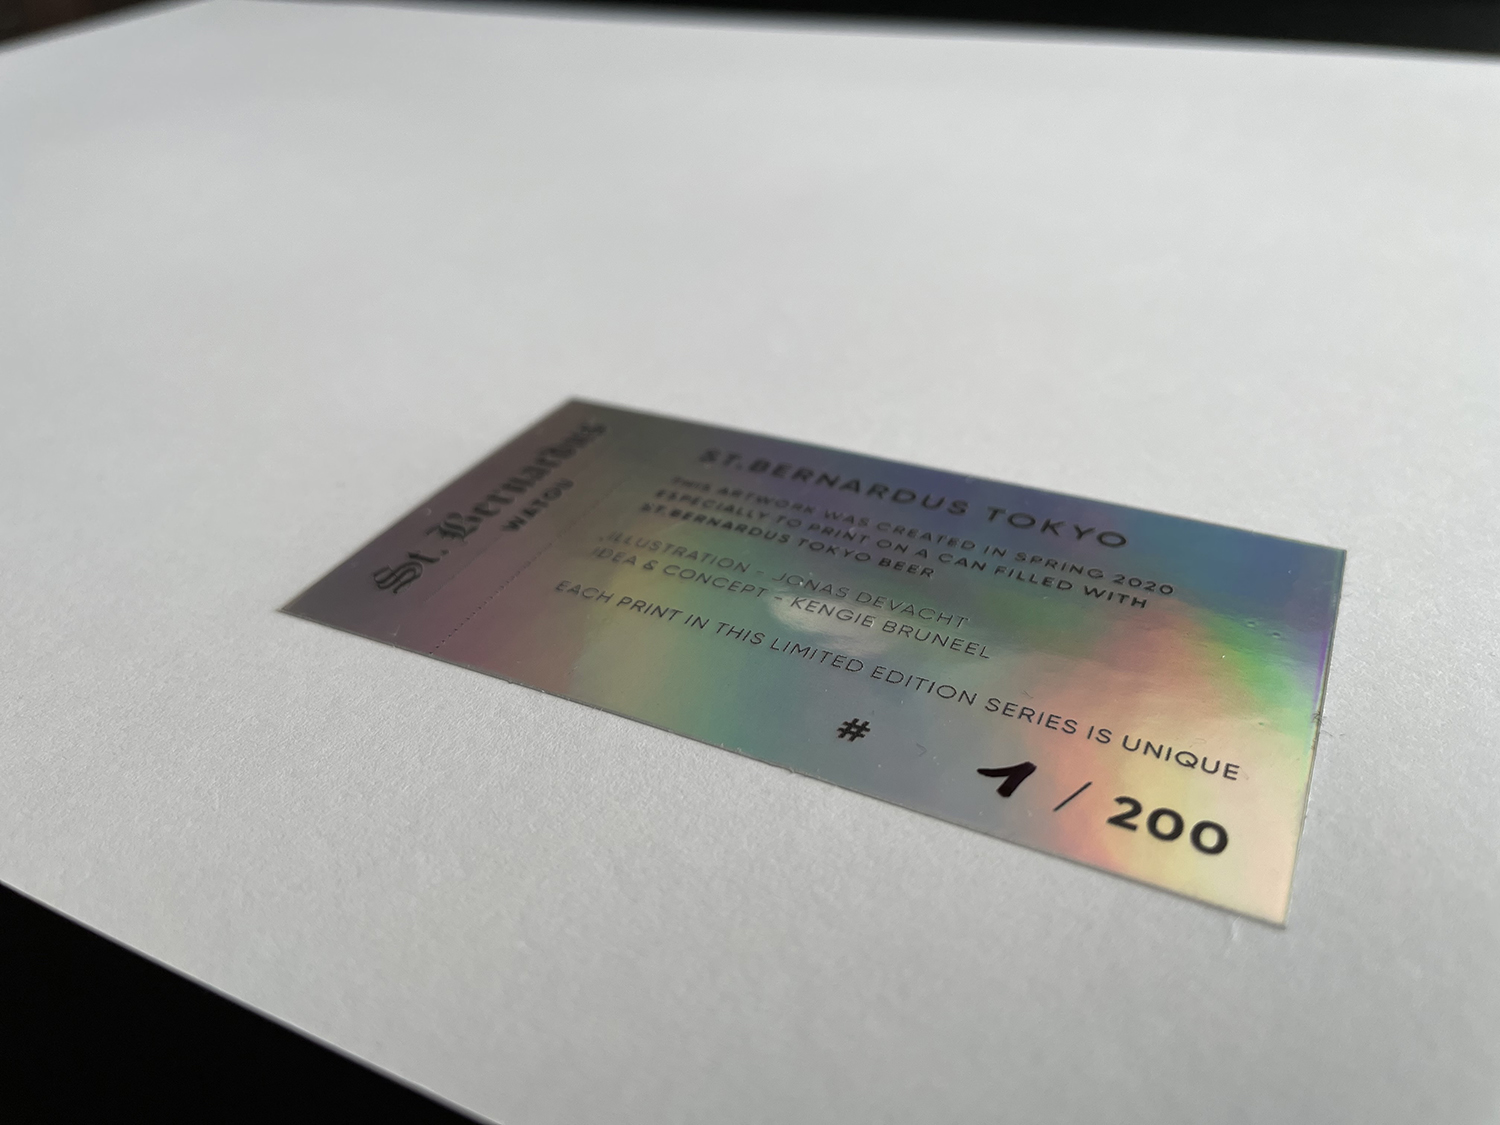 St. Bernardus
WATOU
ST.BERNARDUS TOKYO
THIS ARTWORK WAS CREATED IN SPRING 2020
ESPECIALLY TO PRINT ON A CAN FILLED WITH
ST.BERNARDUS TOKYO BEER
ILLUSTRATION - JONAS DEVACHT
IDEA & CONCEPT - KENGIE BRUNEEL
EACH PRINT IN THIS LIMITED EDITION SERIES IS UNIQUE
# 1 / 200